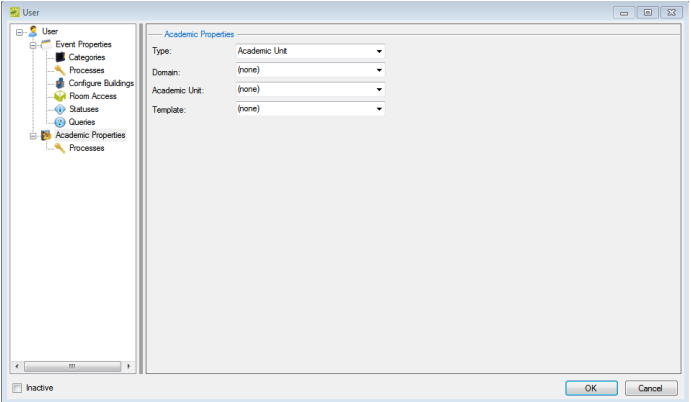 User
User
Event Properties
Categories
Processes
Configure Buildings
Room Access
Statuses
Queries
Academic Properties
Processes
Academic Properties
Type: Academic Unit
Domain: (none)
Academic Unit: (none)
Template: (none)
Inactive
OK Cancel